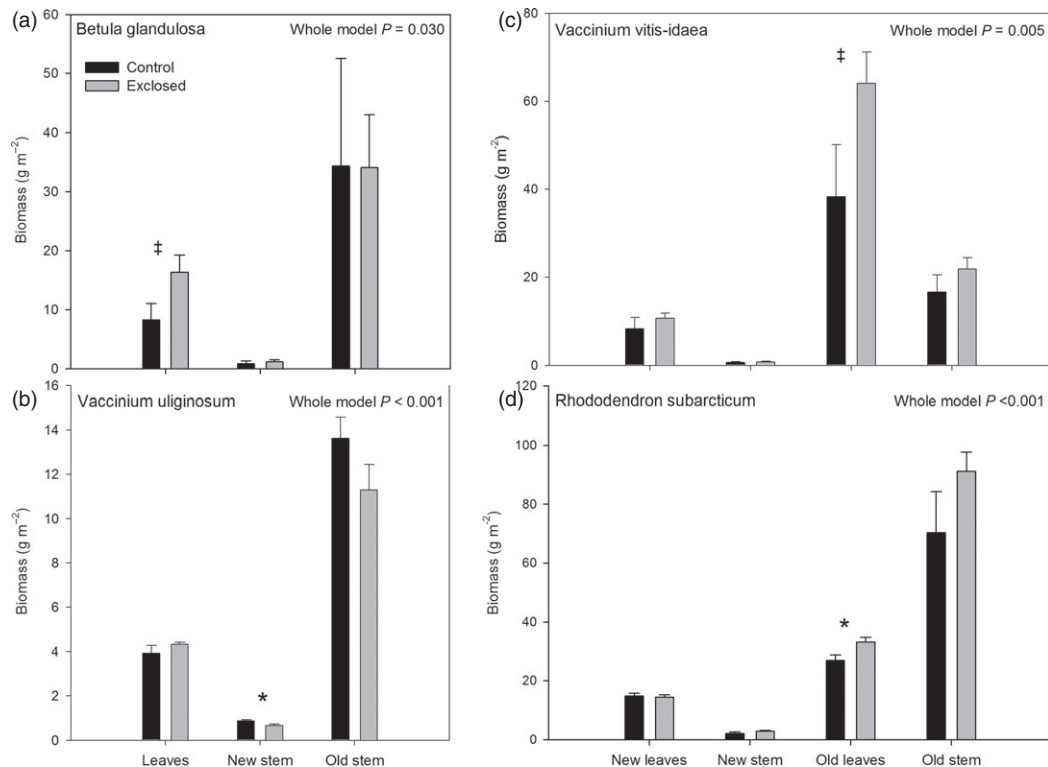 (a)
60
Betula glandulosa
Whole model P = 0.030
Control
Exclosed
50
40
30
20
10
0
Biomass (g m−2)
‡
(b)
16
Vaccinium uliginosum
Whole model P < 0.001
14
12
10
8
6
4
2
0
Biomass (g m−2)
*
Leaves
New stem
Old stem
(c)
80
Vaccinium vitis-idaea
Whole model P = 0.005
60
40
20
0
Biomass (g m-2)
‡
(d)
120
Rhododendron subarcticum
Whole model P <0.001
100
80
60
40
20
0
Biomass (g m-2)
*
New leaves
New stem
Old leaves
Old stem